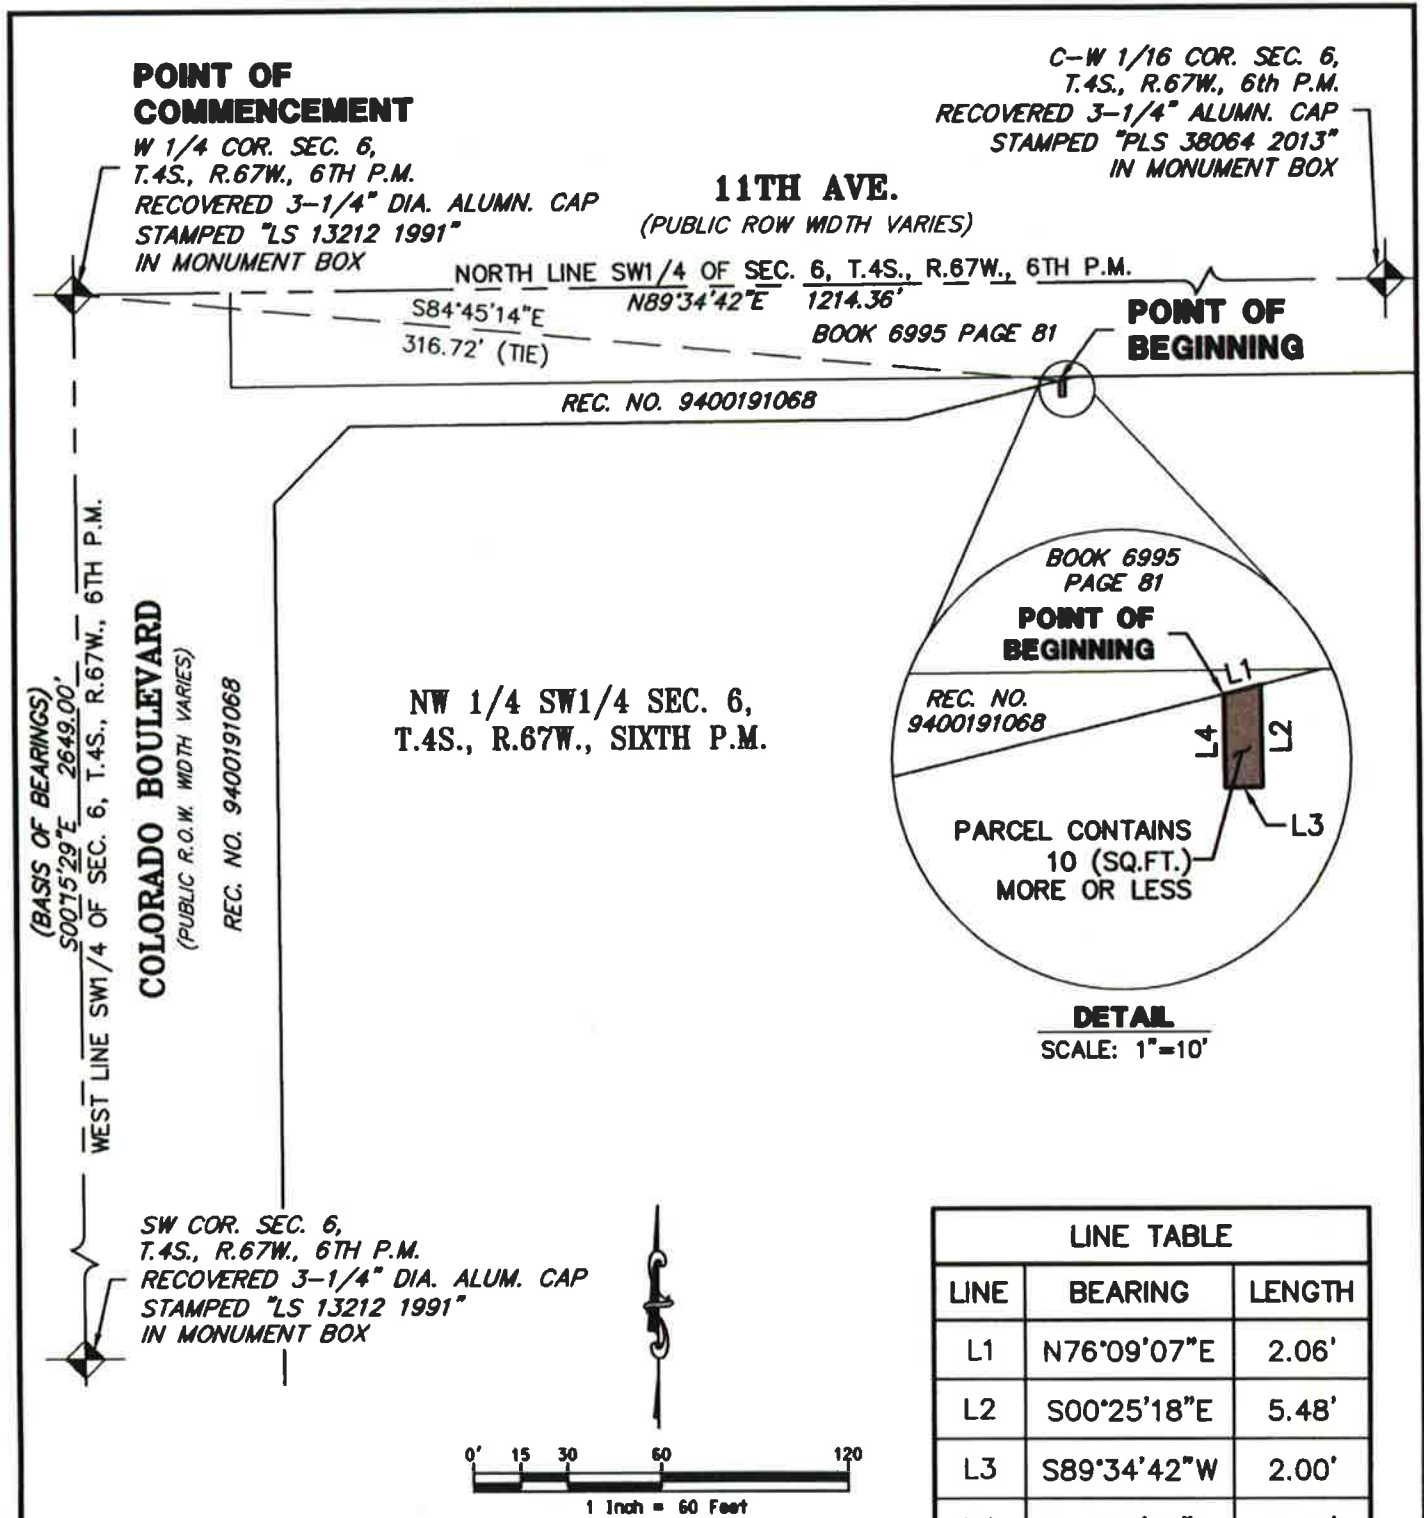 POINT OF
COMMENCEMENT
W 1/4 COR. SEC. 6,
T.4S., R.67W., 6TH P.M.
RECOVERED 3-1/4" DIA. ALUMN. CAP
STAMPED "LS 13212 1991"
IN MONUMENT BOX
C-W 1/16 COR. SEC. 6,
T.4S., R.67W., 6th P.M.
RECOVERED 3-1/4" ALUMN. CAP
STAMPED "PLS 38064 2013"
IN MONUMENT BOX
11TH AVE.
(PUBLIC ROW WIDTH VARIES)
NORTH LINE SW1/4 OF SEC. 6, T.4S., R.67W., 6TH P.M.
N89°34'42"E 1214.36'
S84°45'14"E
316.72' (TIE)
BOOK 6995 PAGE 81
POINT OF
BEGINNING
REC. NO. 9400191068
(BASIS OF BEARINGS)
S00°15'29"E 2649.00'
WEST LINE SW1/4 OF SEC. 6, T.4S., R.67W., 6TH P.M.
COLORADO BOULEVARD
(PUBLIC R.O.W. WIDTH VARIES)
REC. NO. 9400191068
NW 1/4 SW1/4 SEC. 6,
T.4S., R.67W., SIXTH P.M.
BOOK 6995
PAGE 81
POINT OF
BEGINNING
REC. NO.
9400191068
L1
L4
L2
L3
PARCEL CONTAINS
10 (SQ.FT.)
MORE OR LESS
DETAIL
SCALE: 1"=10'
SW COR. SEC. 6,
T.4S., R.67W., 6TH P.M.
RECOVERED 3-1/4" DIA. ALUM. CAP
STAMPED "LS 13212 1991"
IN MONUMENT BOX
0' 15 30 60 120
1 Inch = 60 Feet
LINE TABLE
LINE BEARING LENGTH
L1 N76°09'07"E 2.06'
L2 S00°25'18"E 5.48'
L3 S89°34'42"W 2.00'